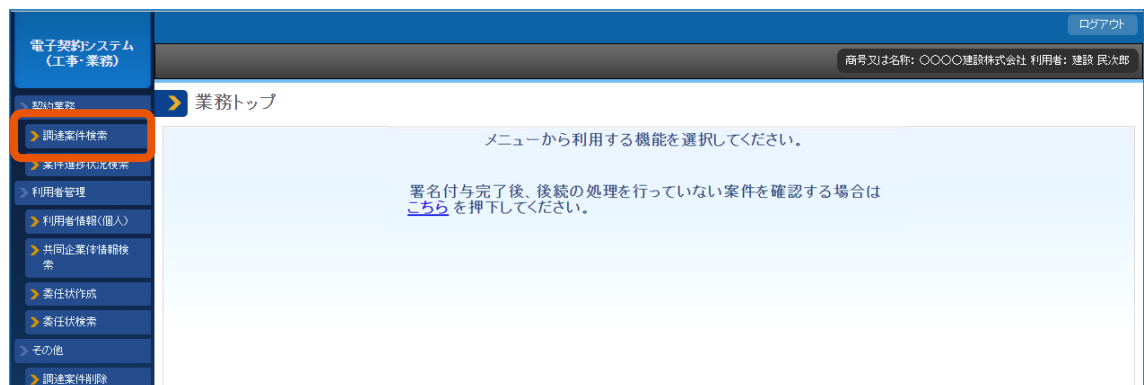 ログアウト
電子契約システム
(工事・業務)
商号又は名称: 〇〇〇〇建設株式会社 利用者: 建設 民次郎
契約業務
業務トップ
調達案件検索
メニューから利用する機能を選択してください。
案件進捗状況検索
利用者管理
署名付与完了後、後続の処理を行っていない案件を確認する場合は
こちら を押下してください。
利用者情報(個人)
共同企業体情報検
索
委任状作成
委任状検索
その他
調達案件削除